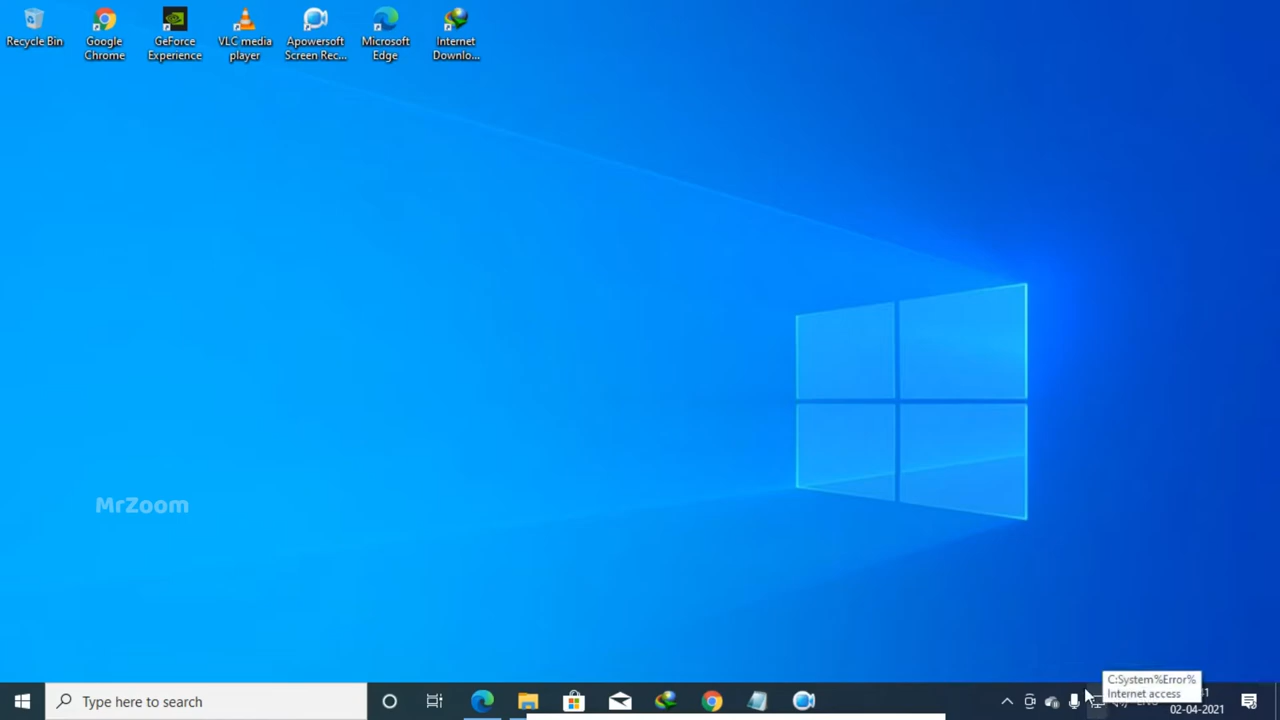 Recycle Bin
Google
Chrome
GeForce
Experience
VLC media
player
Apowersoft
Screen Rec...
Microsoft
Edge
Internet
Downlo...
MrZoom
C:System%Error%
Internet access
Type here to search
02-04-2021